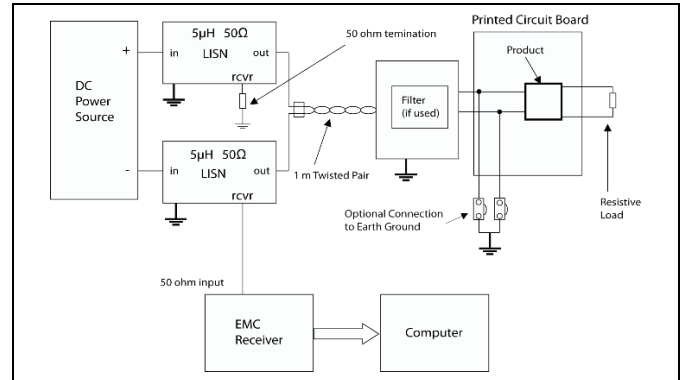 Printed Circuit Board
5μH 50Ω
LISN
in
out
rcvr
+
50 ohm temination
Product
DC
Power
Source
Filter
(if used)
5μH 50Ω
LISN
-
in
out
rcvr
1 m Twisted Pair
Resistive
Load
Optional Connection
to Earth Ground
50 ohm input
EMC
Receiver
Computer